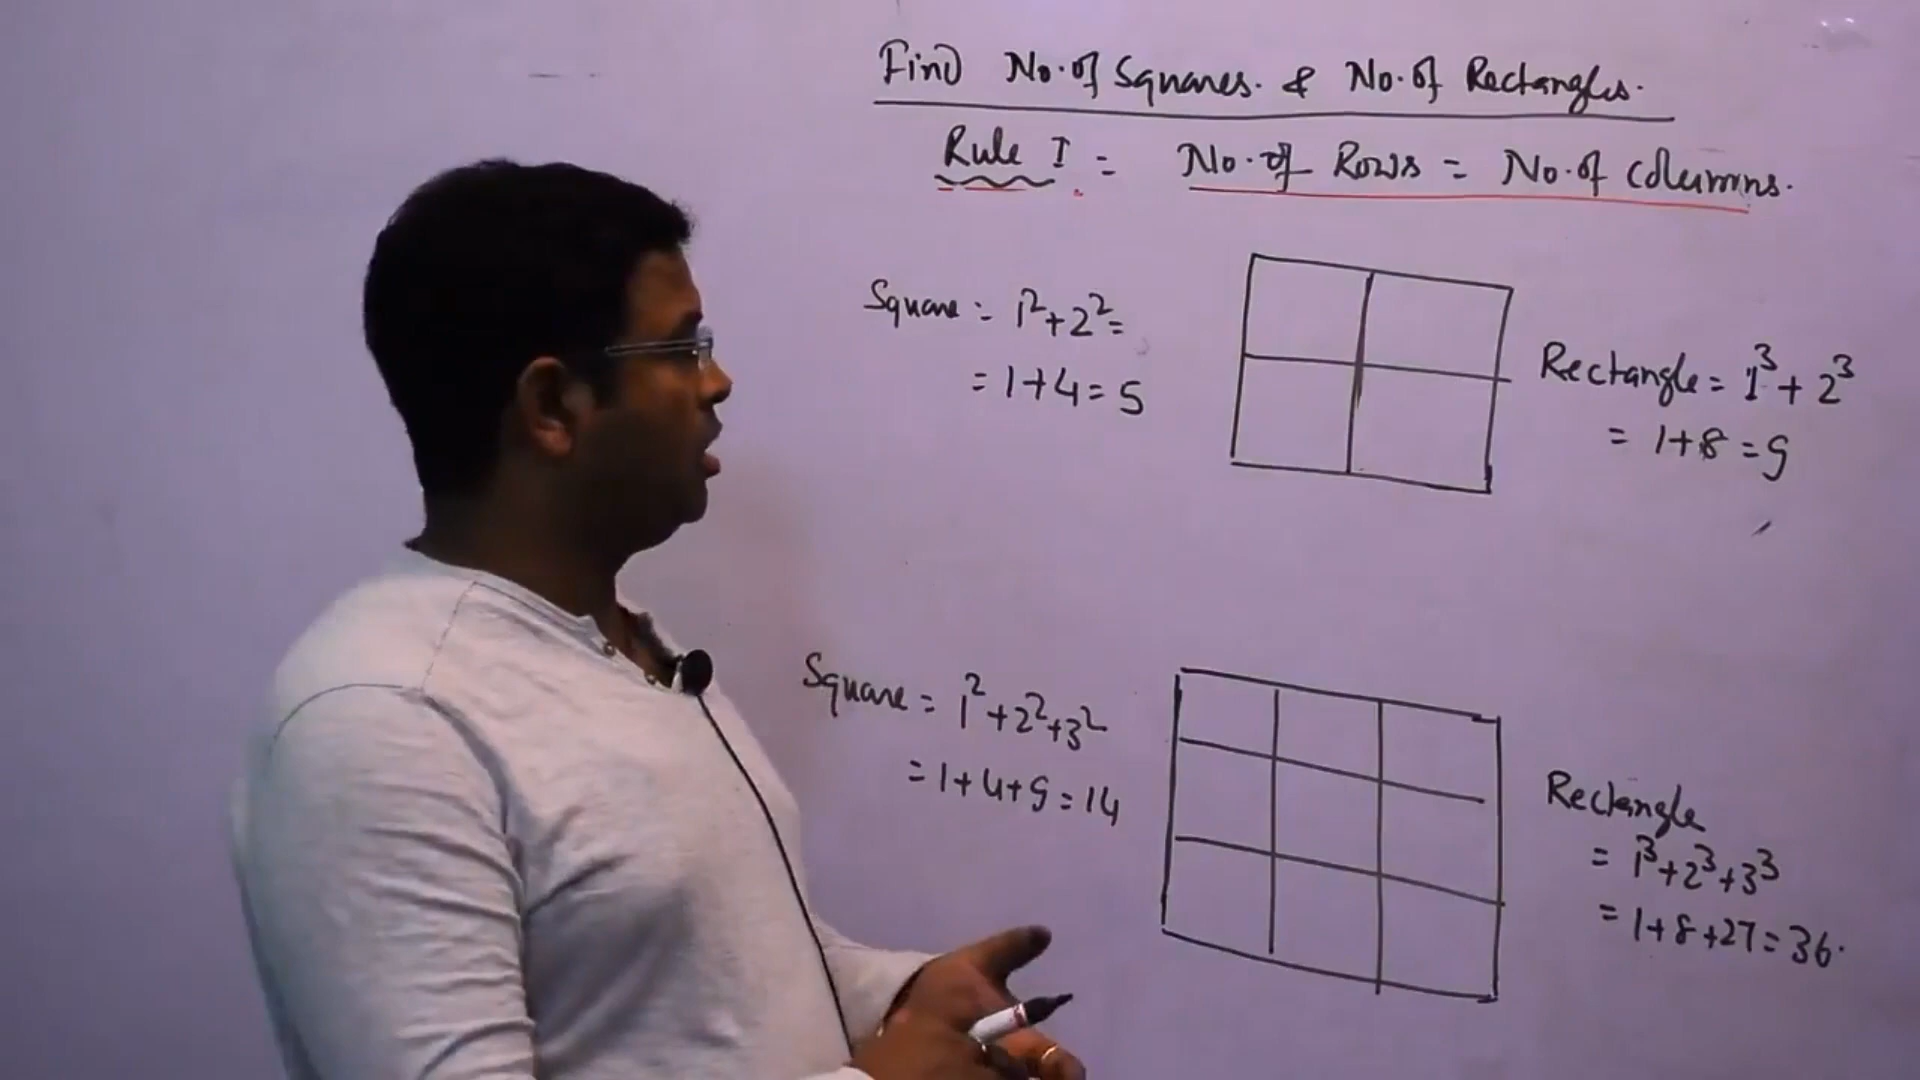 Find No. of Squares. & No. of Rectangles.
Rule I = No. of Rows = No. of columns.
Square = 1²+2²=
= 1+4=5
Rectangle = 1³+2³
= 1+8=9
Square = 1²+2²+3²
= 1+4+9=14
Rectangle
= 1³+2³+3³
= 1+8+27=36.